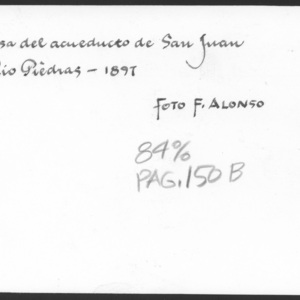 sa del acueducto de San Juan
Río Piedras – 1897
FOTO F. ALONSO
84%
PAG. 150 B